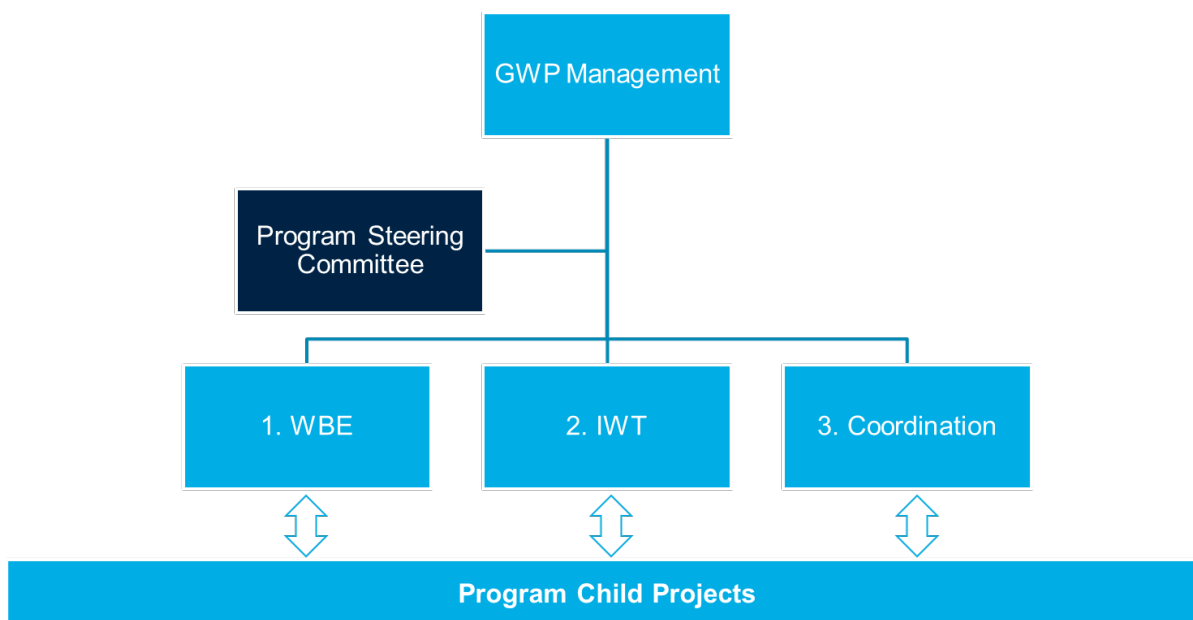 GWP Management
Program Steering
Committee
1. WBE
2. IWT
3. Coordination
Program Child Projects